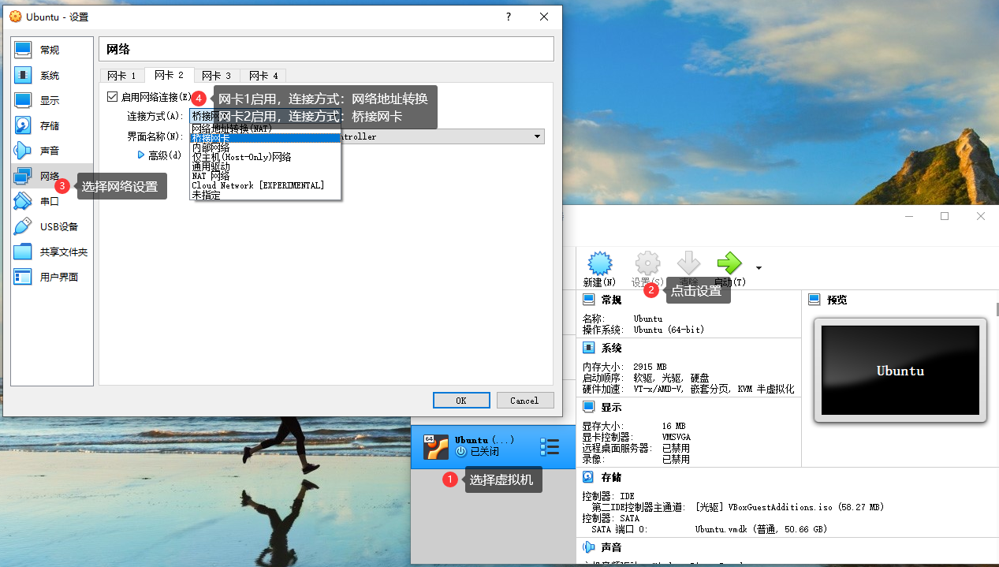 Ubuntu - 设置
?
常规
系统
显示
存储
声音
网络
串口
USB设备
共享文件夹
用户界面
网络
网卡 1
网卡 2
网卡 3
网卡 4
启用网络连接(E)
连接方式(A):
桥接网
界面名称(N):
ntroller
高级(d)
网络地址转换(NAT)
桥接网卡
内部网络
仅主机(Host-Only)网络
通用驱动
NAT 网络
Cloud Network [EXPERIMENTAL]
未指定
4
网卡1启用，连接方式：网络地址转换
网卡2启用，连接方式：桥接网卡
3
选择网络设置
OK
Cancel
新建(N)
设置(S)
清除
启动(T)
2
点击设置
常规
名称: Ubuntu
操作系统: Ubuntu (64-bit)
系统
内存大小: 2915 MB
启动顺序: 软驱, 光驱, 硬盘
硬件加速: VT-x/AMD-V, 嵌套分页, KVM 半虚拟化
显示
显存大小: 16 MB
显卡控制器: VMSVGA
远程桌面服务器: 已禁用
录像: 已禁用
存储
控制器: IDE
第二IDE控制器主通道: [光驱] VBoxGuestAdditions.iso (58.27 MB)
控制器: SATA
SATA 端口 0: Ubuntu.vmdk (普通, 50.66 GB)
声音
预览
Ubuntu
64
Ubuntu (...)
已关闭
1
选择虚拟机